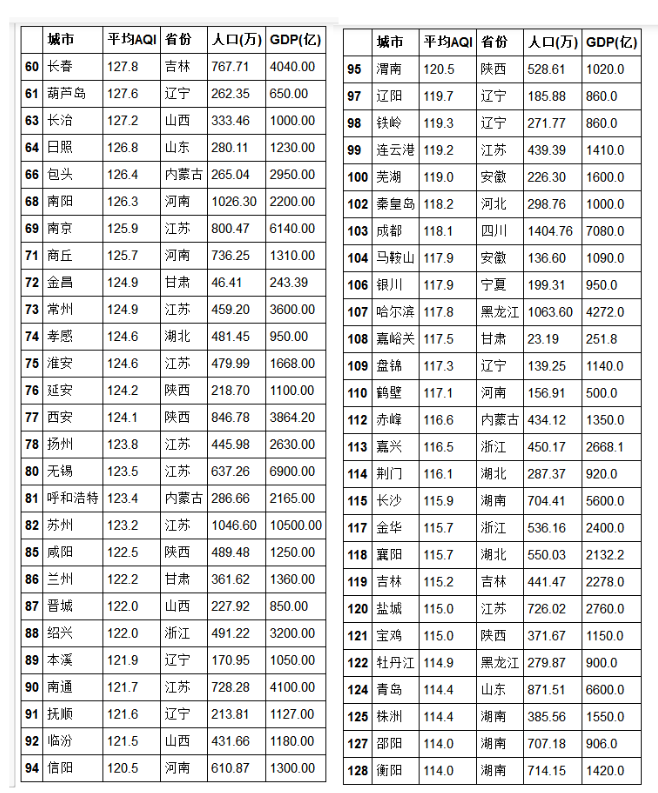 城市 平均AQI 省份 人口(万) GDP(亿)
60 长春 127.8 吉林 767.71 4040.00
61 葫芦岛 127.6 辽宁 262.35 650.00
63 长治 127.2 山西 333.46 1000.00
64 日照 126.8 山东 280.11 1230.00
66 包头 126.4 内蒙古 265.04 2950.00
68 南阳 126.3 河南 1026.30 2200.00
69 南京 125.9 江苏 800.47 6140.00
71 商丘 125.7 河南 736.25 1310.00
72 金昌 124.9 甘肃 46.41 243.39
73 常州 124.9 江苏 459.20 3600.00
74 孝感 124.6 湖北 481.45 950.00
75 淮安 124.6 江苏 479.99 1668.00
76 延安 124.2 陕西 218.70 1100.00
77 西安 124.1 陕西 846.78 3864.20
78 扬州 123.8 江苏 445.98 2630.00
80 无锡 123.5 江苏 637.26 6900.00
81 呼和浩特 123.4 内蒙古 286.66 2165.00
82 苏州 123.2 江苏 1046.60 10500.00
85 咸阳 122.5 陕西 489.48 1250.00
86 兰州 122.2 甘肃 361.62 1360.00
87 晋城 122.0 山西 227.92 850.00
88 绍兴 122.0 浙江 491.22 3200.00
89 本溪 121.9 辽宁 170.95 1050.00
90 南通 121.7 江苏 728.28 4100.00
91 抚顺 121.6 辽宁 213.81 1127.00
92 临汾 121.5 山西 431.66 1180.00
94 信阳 120.5 河南 610.87 1300.00
城市 平均AQI 省份 人口(万) GDP(亿)
95 渭南 120.5 陕西 528.61 1020.0
97 辽阳 119.7 辽宁 185.88 860.0
98 铁岭 119.3 辽宁 271.77 860.0
99 连云港 119.2 江苏 439.39 1410.0
100 芜湖 119.0 安徽 226.30 1600.0
102 秦皇岛 118.2 河北 298.76 1000.0
103 成都 118.1 四川 1404.76 7080.0
104 马鞍山 117.9 安徽 136.60 1090.0
106 银川 117.9 宁夏 199.31 950.0
107 哈尔滨 117.8 黑龙江 1063.60 4272.0
108 嘉峪关 117.5 甘肃 23.19 251.8
109 盘锦 117.3 辽宁 139.25 1140.0
110 鹤壁 117.1 河南 156.91 500.0
112 赤峰 116.6 内蒙古 434.12 1350.0
113 嘉兴 116.5 浙江 450.17 2668.1
114 荆门 116.1 湖北 287.37 920.0
115 长沙 115.9 湖南 704.41 5600.0
117 金华 115.7 浙江 536.16 2400.0
118 襄阳 115.7 湖北 550.03 2132.2
119 吉林 115.2 吉林 441.47 2278.0
120 盐城 115.0 江苏 726.02 2760.0
121 宝鸡 115.0 陕西 371.67 1150.0
122 牡丹江 114.9 黑龙江 279.87 900.0
124 青岛 114.4 山东 871.51 6600.0
125 株洲 114.4 湖南 385.56 1550.0
127 邵阳 114.0 湖南 707.18 906.0
128 衡阳 114.0 湖南 714.15 1420.0